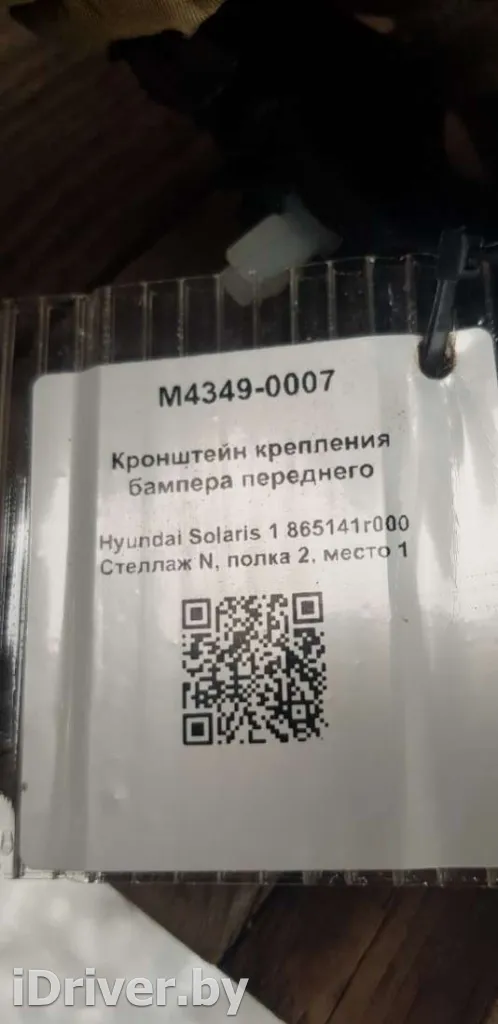 M4349-0007
Кронштейн крепления
бампера переднего
Hyundai Solaris 1 865141r000
Стеллаж N, полка 2, место 1
iDriver.by